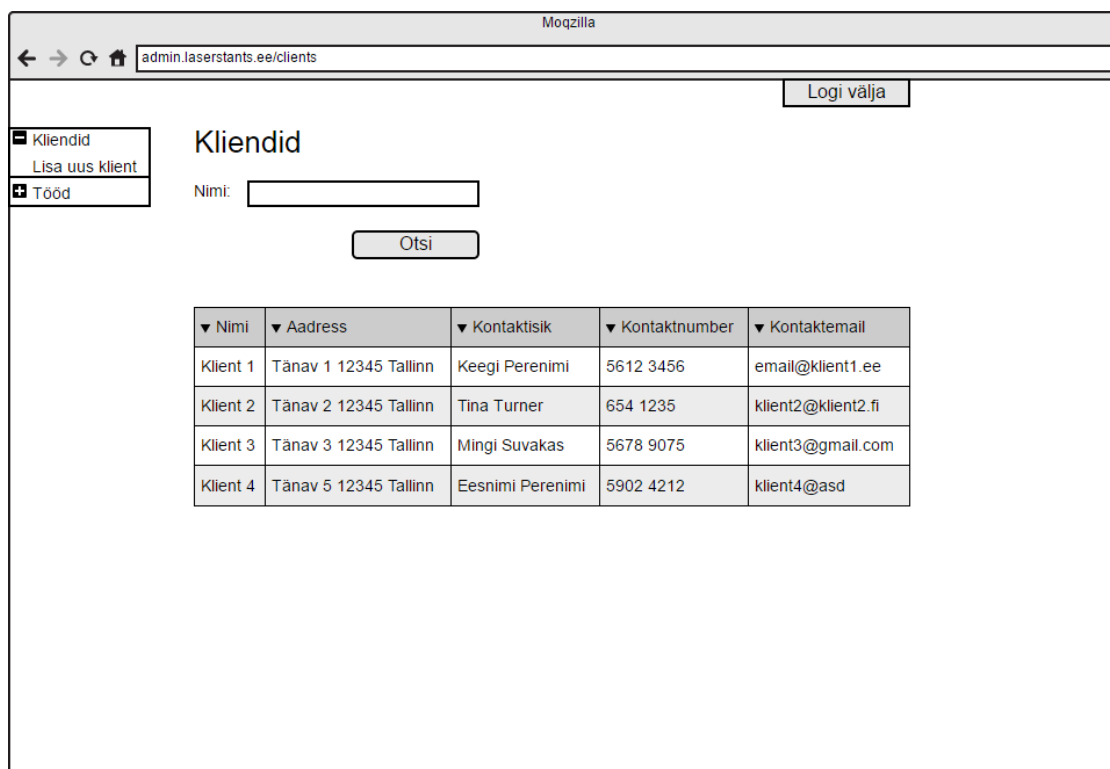 Moqzilla
admin.laserstants.ee/clients
Logi välja
Kliendid
Lisa uus klient
Tööd
Kliendid
Nimi:
Otsi
Nimi Aadress Kontaktisik Kontaktnumber Kontaktemail
Klient 1 Tänav 1 12345 Tallinn Keegi Perenimi 5612 3456 email@klient1.ee
Klient 2 Tänav 2 12345 Tallinn Tina Turner 654 1235 klient2@klient2.fi
Klient 3 Tänav 3 12345 Tallinn Mingi Suvakas 5678 9075 klient3@gmail.com
Klient 4 Tänav 5 12345 Tallinn Eesnimi Perenimi 5902 4212 klient4@asd